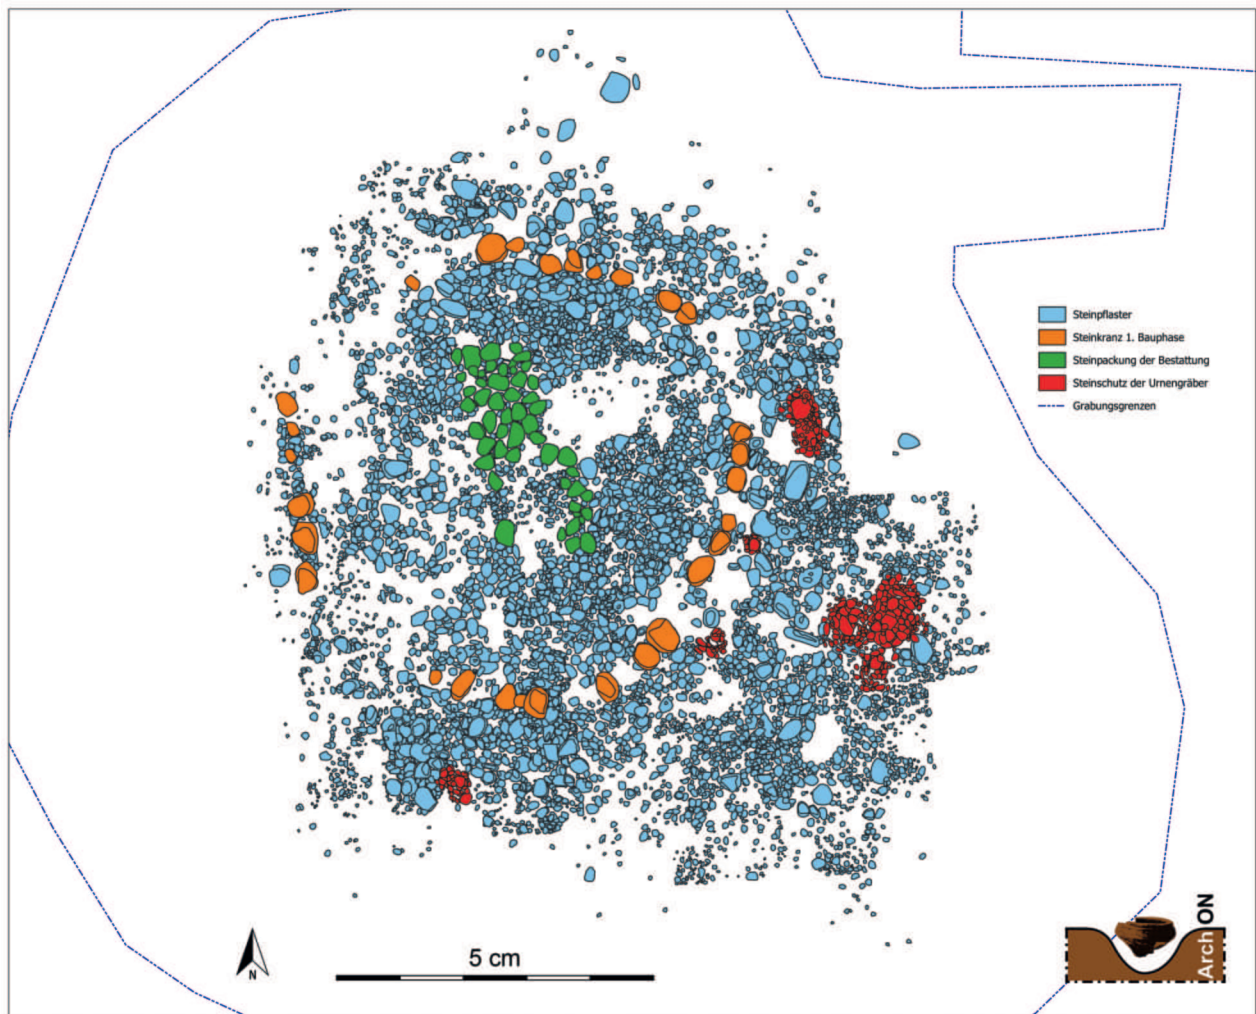 Steinpflaster
Steinkranz 1. Bauphase
Steinpackung der Bestattung
Steinschutz der Urnengräber
Grabungsgrenzen
N
5 cm
ArchON